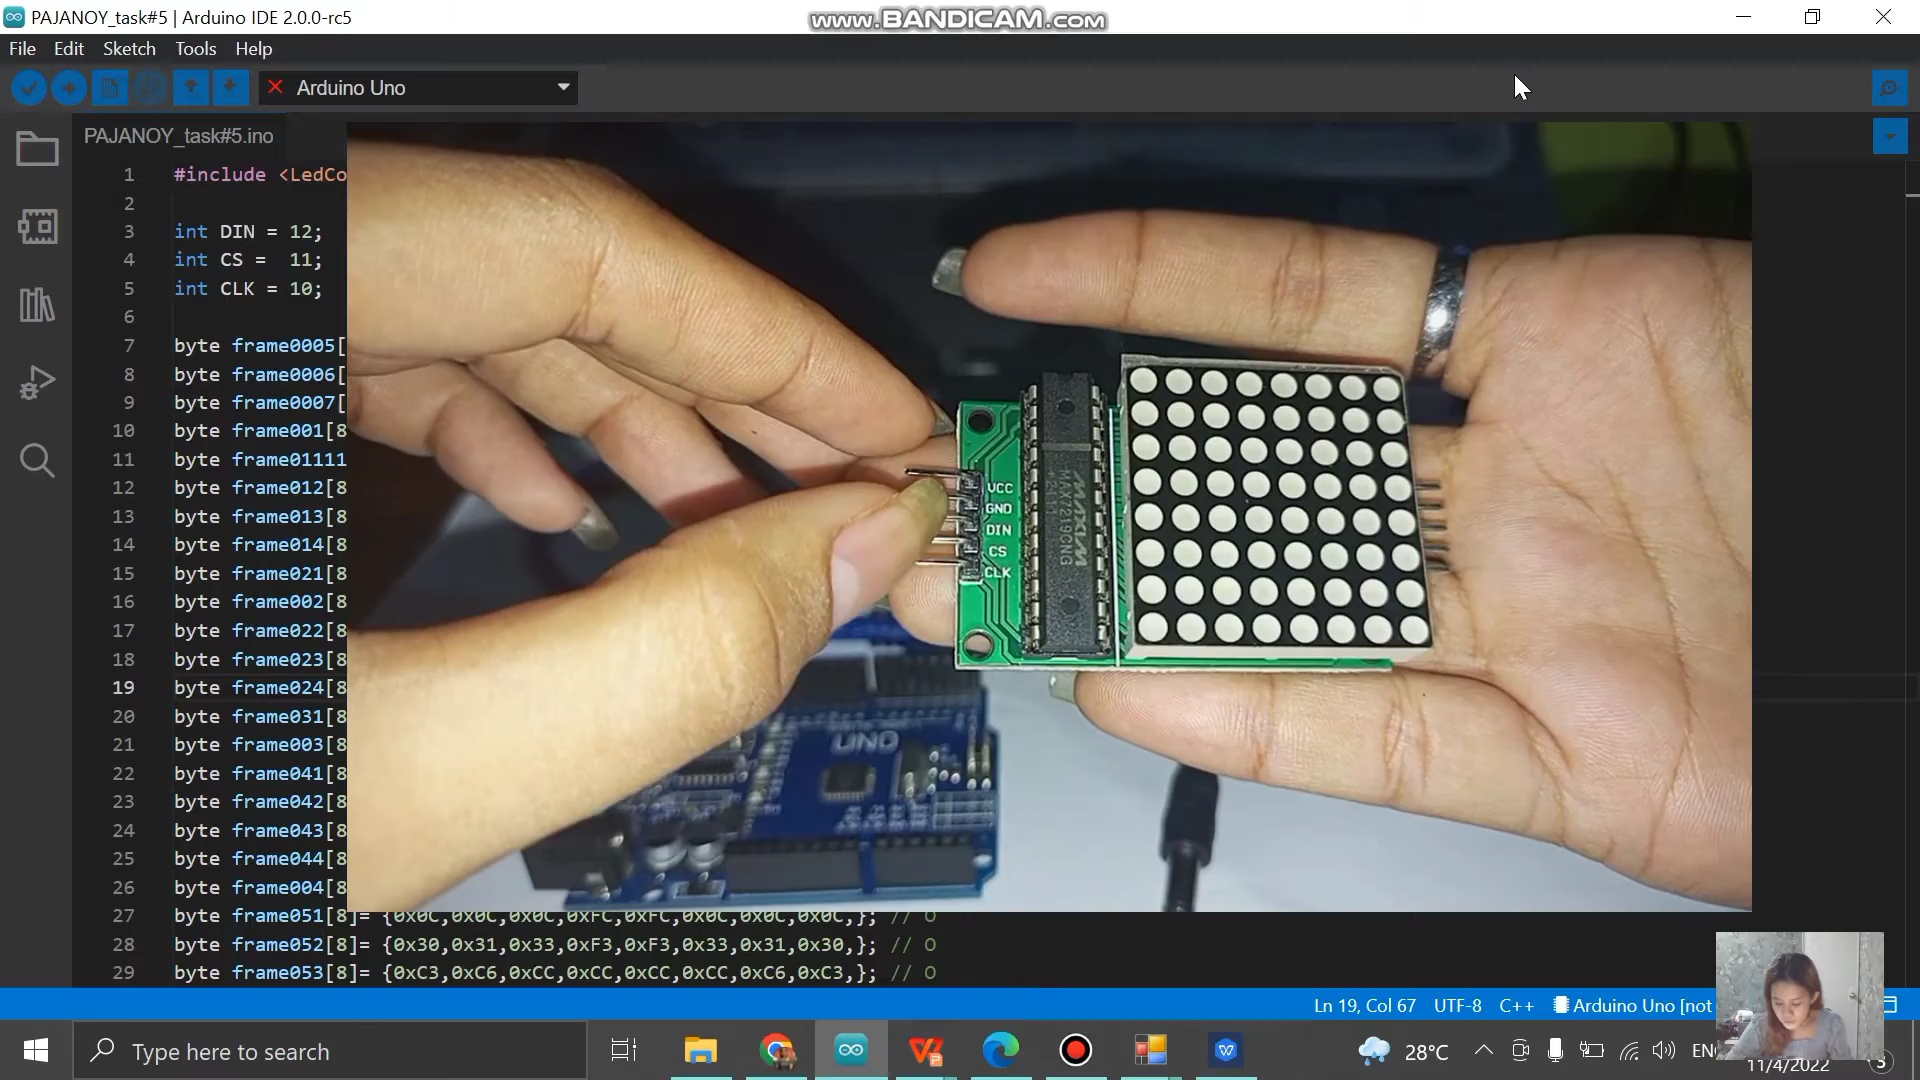 PAJANOY_task#5 | Arduino IDE 2.0.0-rc5
www.BANDICAM.com
File Edit Sketch Tools Help
Arduino Uno
PAJANOY_task#5.ino
1 #include <LedCo
2
3 int DIN = 12;
4 int CS =  11;
5 int CLK = 10;
6
7 byte frame0005[
8 byte frame0006[
9 byte frame0007[
10 byte frame001[8
11 byte frame01111
12 byte frame012[8
13 byte frame013[8
14 byte frame014[8
15 byte frame021[8
16 byte frame002[8
17 byte frame022[8
18 byte frame023[8
19 byte frame024[8
20 byte frame031[8
21 byte frame003[8
22 byte frame041[8
23 byte frame042[8
24 byte frame043[8
25 byte frame044[8
26 byte frame004[8
27 byte frame051[8]= {0x0C,0x0C,0x0C,0xFC,0xFC,0x0C,0x0C,0x0C,}; // O
28 byte frame052[8]= {0x30,0x31,0x33,0xF3,0xF3,0x33,0x31,0x30,}; // O
29 byte frame053[8]= {0xC3,0xC6,0xCC,0xCC,0xCC,0xCC,0xC6,0xC3,}; // O
VCC
GND
DIN
CS
CLK
MAXIM
MAX7219CNG
UNO
Ln 19, Col 67 UTF-8 C++ Arduino Uno [not
Type here to search
28°C
11/4/2022
3